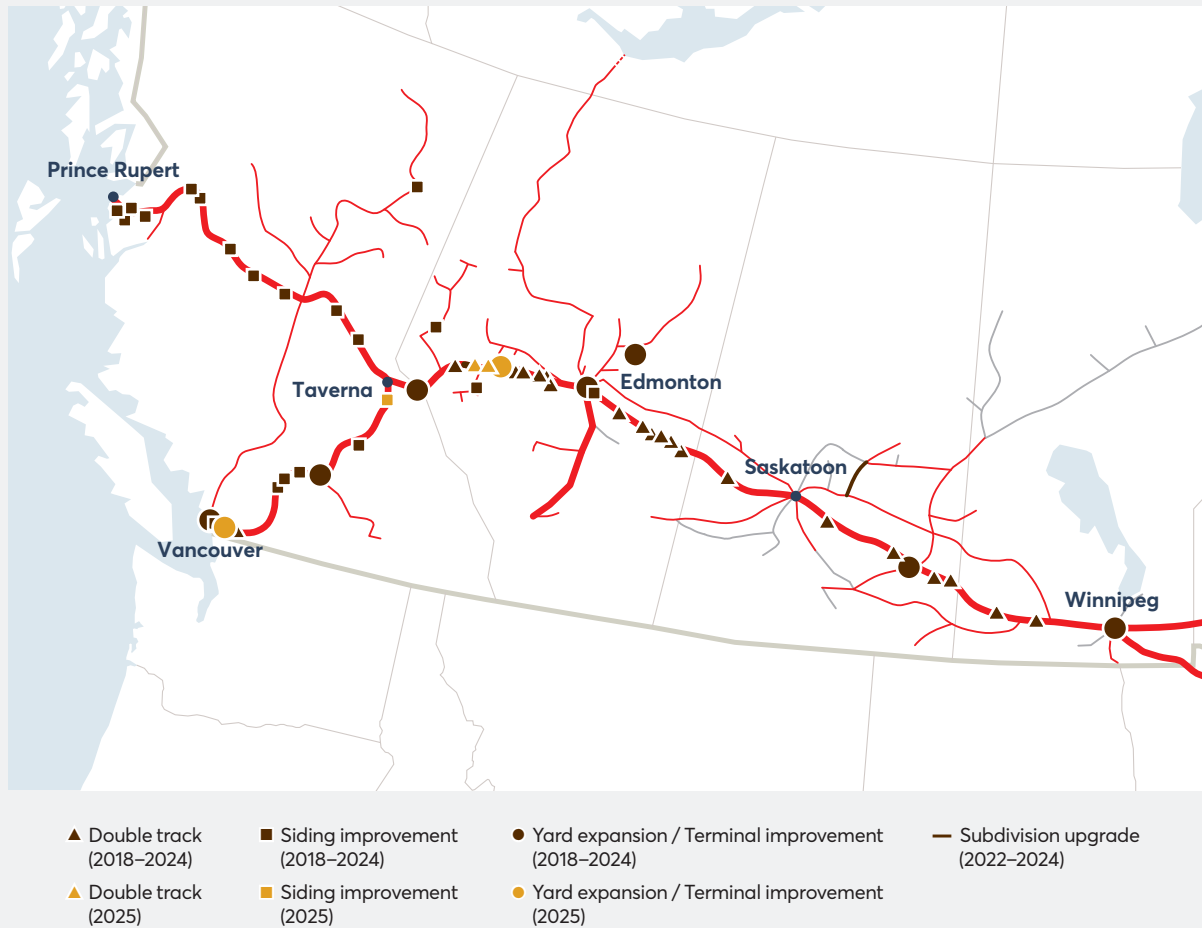 Prince Rupert
Edmonton
Taverna
Saskatoon
Vancouver
Winnipeg
Double track
(2018–2024)
Siding improvement
(2018–2024)
Yard expansion / Terminal improvement
(2018–2024)
Subdivision upgrade
(2022–2024)
Double track
(2025)
Siding improvement
(2025)
Yard expansion / Terminal improvement
(2025)